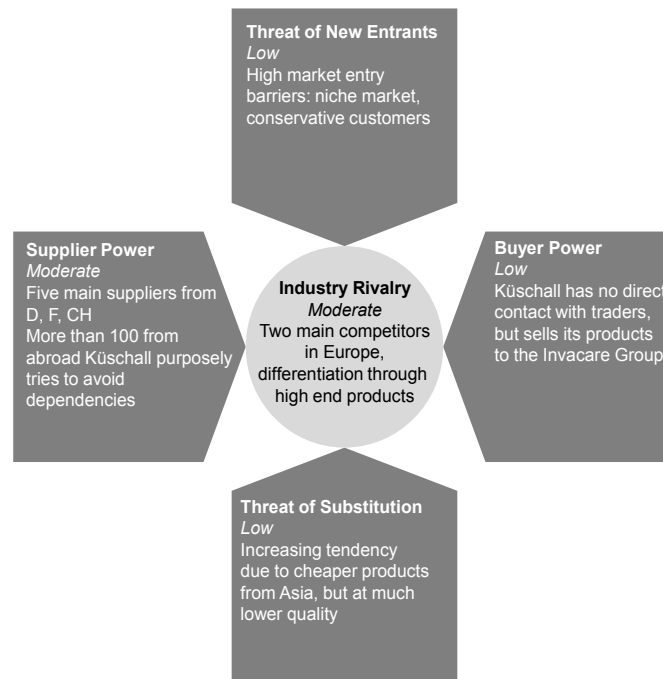 Threat of New Entrants
Low
High market entry
barriers: niche market,
conservative customers
Supplier Power
Moderate
Five main suppliers from
D, F, CH
More than 100 from
abroad Küschall purposely
tries to avoid
dependencies
Industry Rivalry
Moderate
Two main competitors
in Europe,
differentiation through
high end products
Buyer Power
Low
Küschall has no direct
contact with traders,
but sells its products
to the Invacare Group
Threat of Substitution
Low
Increasing tendency
due to cheaper products
from Asia, but at much
lower quality